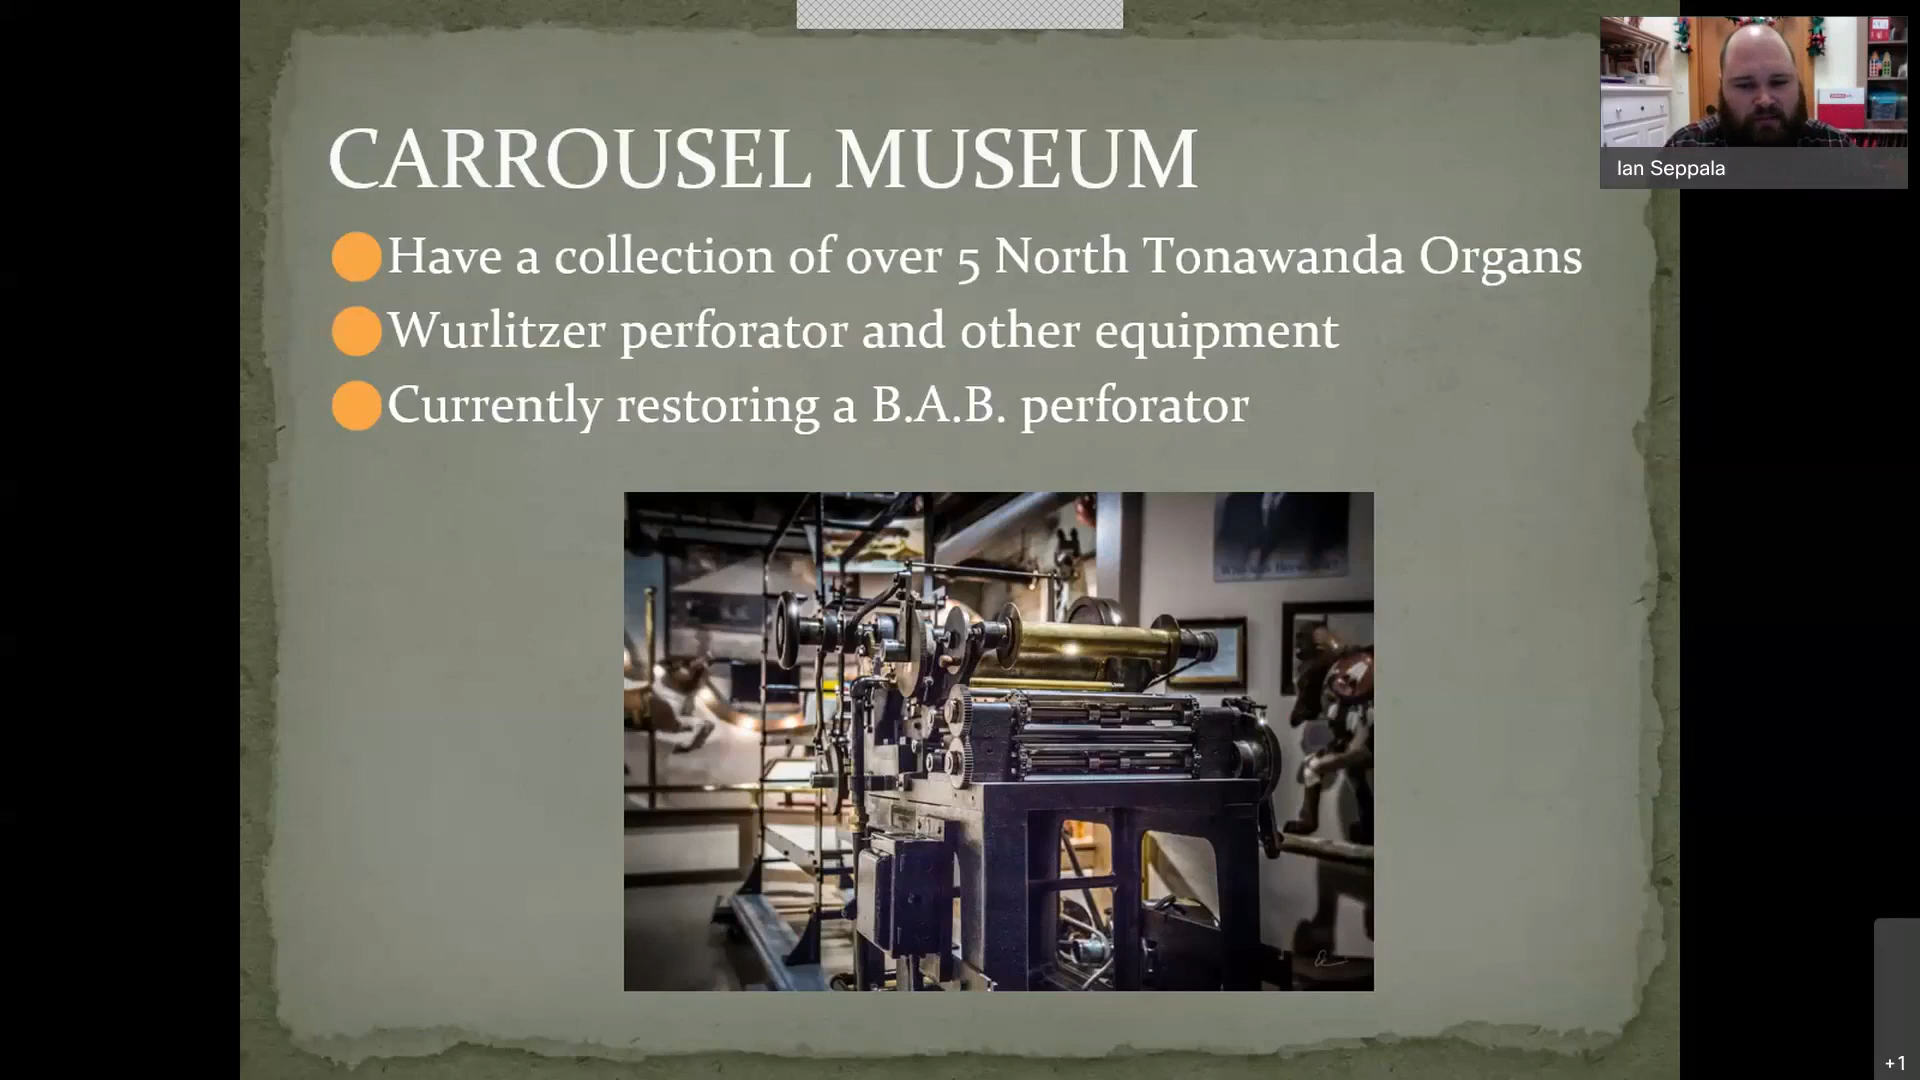 CARROUSEL MUSEUM
Have a collection of over 5 North Tonawanda Organs
Wurlitzer perforator and other equipment
Currently restoring a B.A.B. perforator
Ian Seppala
+1